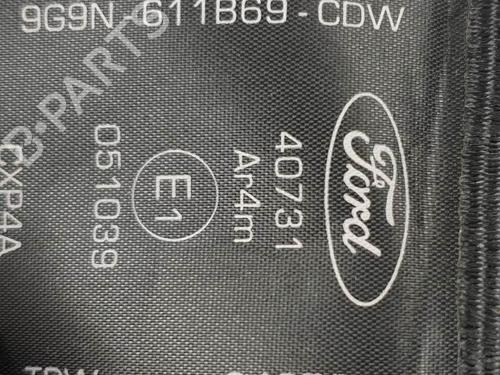 9G9N-611B69-CDW
Ford
40731
Ar4m
E1
051039
CXP4A
B-PARTS